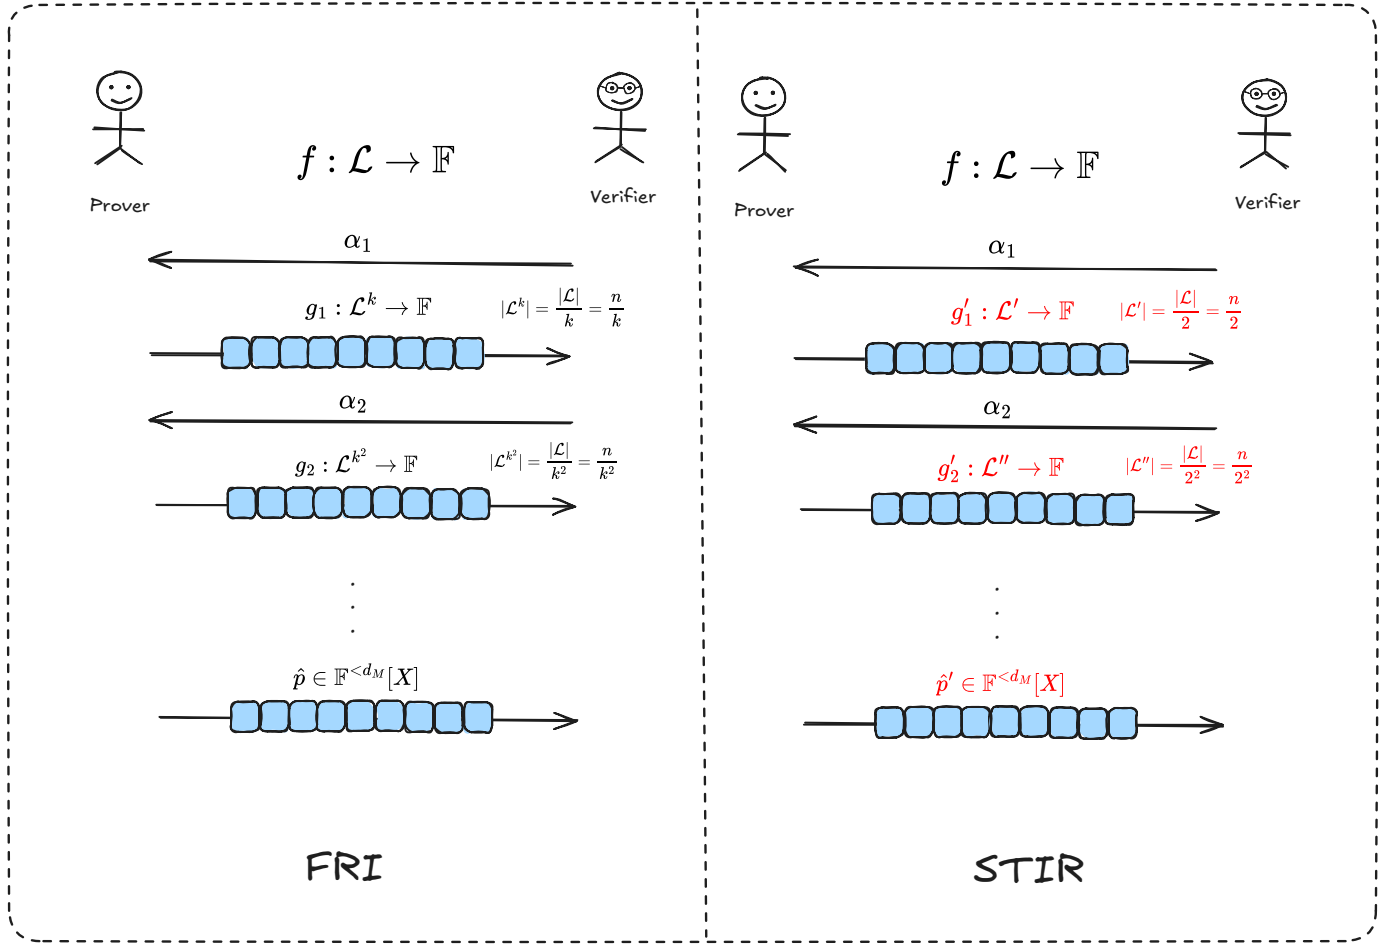 f : 𝓛 → 𝔽
Prover
Verifier
α₁
g₁ : 𝓛ᵏ → 𝔽
|𝓛ᵏ| = |𝓛|/k = n/k
α₂
g₂ : 𝓛^{k²} → 𝔽
|𝓛^{k²}| = |𝓛|/k² = n/k²
.
.
.
p̂ ∈ 𝔽^{<d_M}[X]
FRI
f : 𝓛 → 𝔽
Prover
Verifier
α₁
g′₁ : 𝓛′ → 𝔽
|𝓛′| = |𝓛|/2 = n/2
α₂
g′₂ : 𝓛″ → 𝔽
|𝓛″| = |𝓛|/2² = n/2²
.
.
.
p̂′ ∈ 𝔽^{<d_M}[X]
STIR